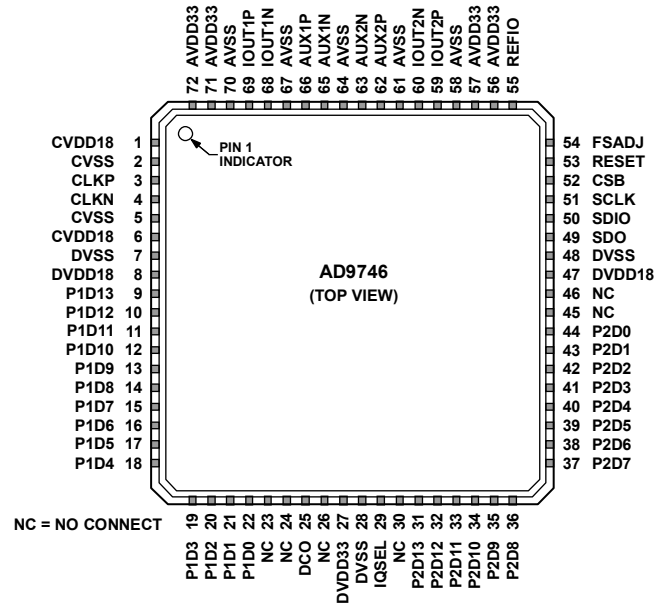 72 AVDD33
71 AVDD33
70 AVSS
69 IOUT1P
68 IOUT1N
67 AVSS
66 AUX1P
65 AUX1N
64 AVSS
63 AUX2N
62 AUX2P
61 AVSS
60 IOUT2N
59 IOUT2P
58 AVSS
57 AVDD33
56 AVDD33
55 REFIO
CVDD18 1
CVSS 2
CLKP 3
CLKN 4
CVSS 5
CVDD18 6
DVSS 7
DVDD18 8
P1D13 9
P1D12 10
P1D11 11
P1D10 12
P1D9 13
P1D8 14
P1D7 15
P1D6 16
P1D5 17
P1D4 18
PIN 1
INDICATOR
AD9746
(TOP VIEW)
54 FSADJ
53 RESET
52 CSB
51 SCLK
50 SDIO
49 SDO
48 DVSS
47 DVDD18
46 NC
45 NC
44 P2D0
43 P2D1
42 P2D2
41 P2D3
40 P2D4
39 P2D5
38 P2D6
37 P2D7
NC = NO CONNECT
P1D3 19
P1D2 20
P1D1 21
P1D0 22
NC 23
NC 24
DCO 25
NC 26
DVDD33 27
DVSS 28
IQSEL 29
NC 30
P2D13 31
P2D12 32
P2D11 33
P2D10 34
P2D9 35
P2D8 36